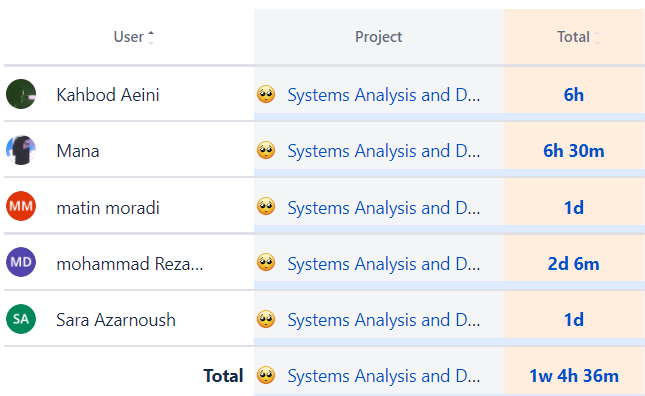 User Project Total
Kahbod Aeini Systems Analysis and D... 6h
Mana Systems Analysis and D... 6h 30m
MM matin moradi Systems Analysis and D... 1d
MD mohammad Reza... Systems Analysis and D... 2d 6m
SA Sara Azarnoush Systems Analysis and D... 1d
Total Systems Analysis and D... 1w 4h 36m